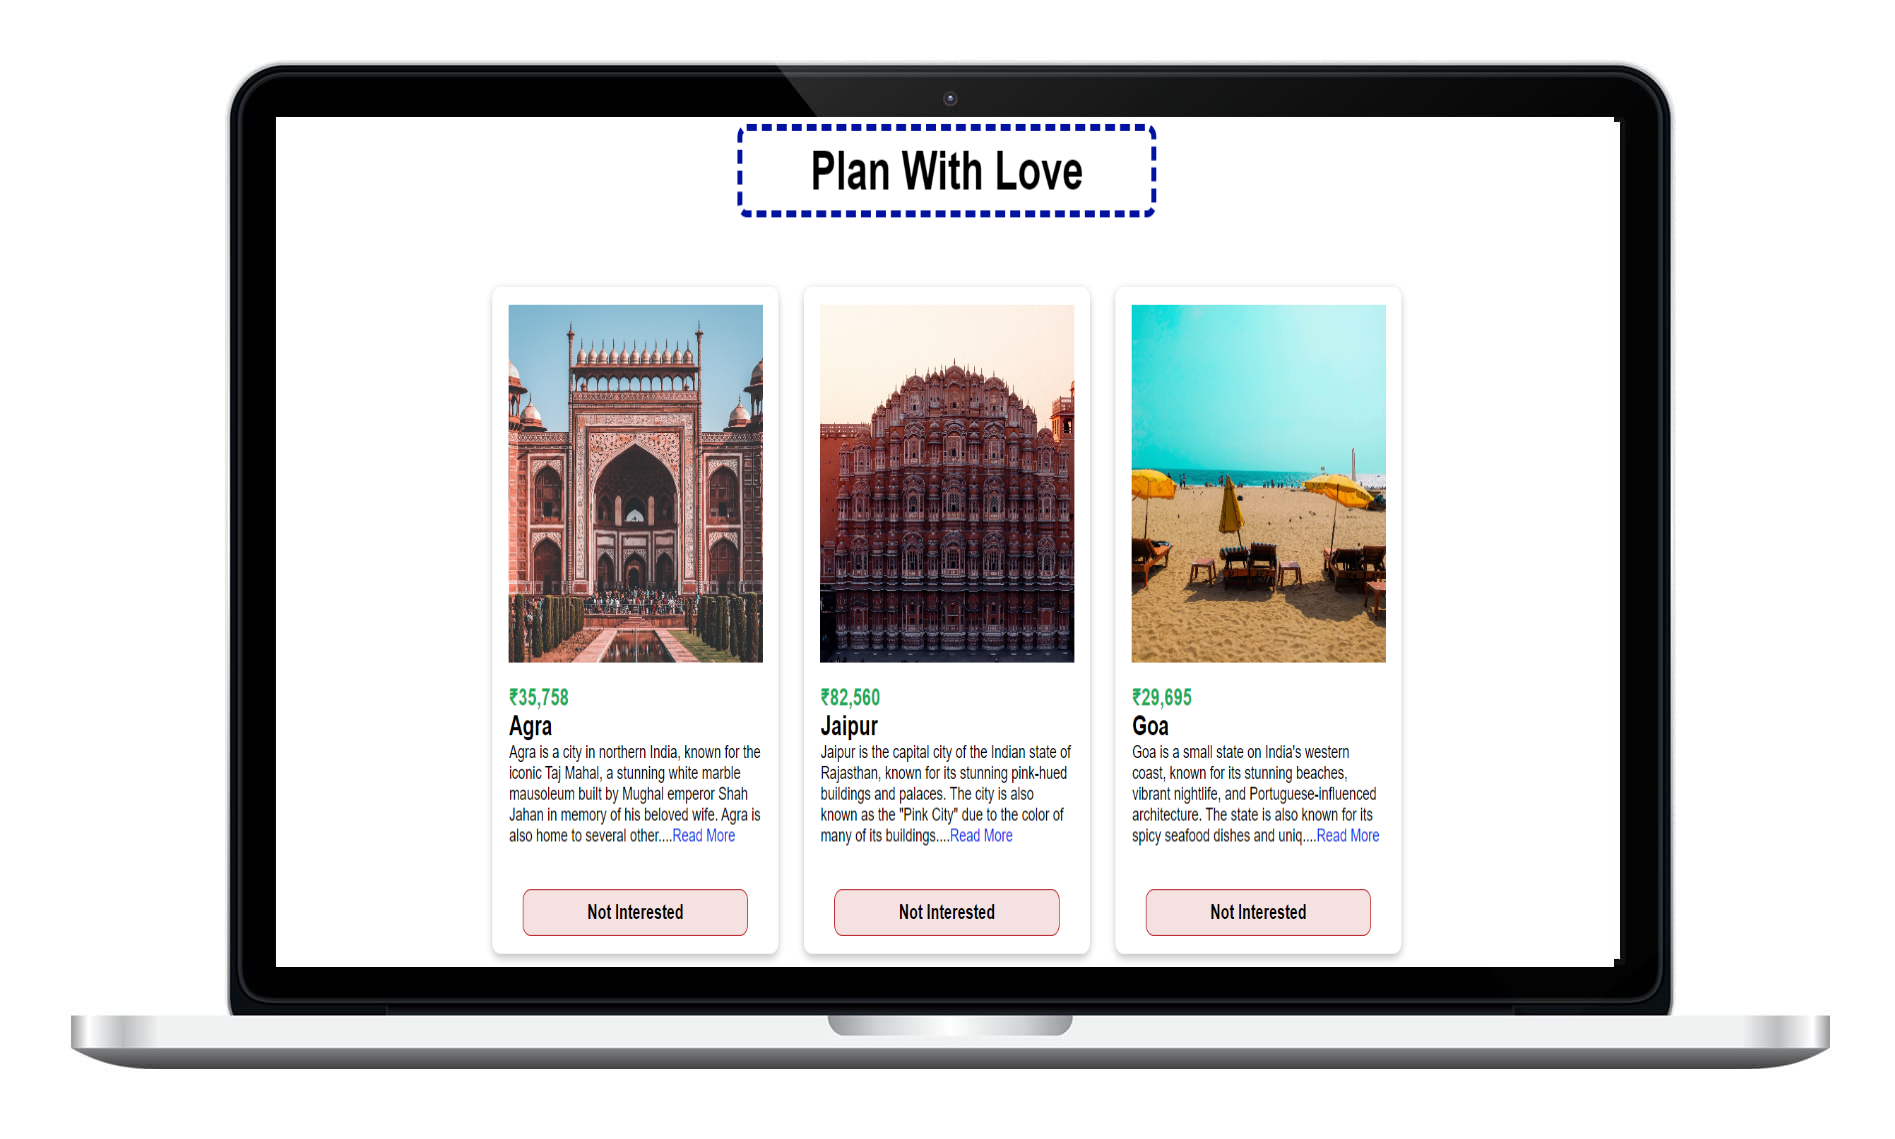 Plan With Love
₹35,758
Agra
Agra is a city in northern India, known for the
iconic Taj Mahal, a stunning white marble
mausoleum built by Mughal emperor Shah
Jahan in memory of his beloved wife. Agra is
also home to several other....Read More
Not Interested
₹82,560
Jaipur
Jaipur is the capital city of the Indian state of
Rajasthan, known for its stunning pink-hued
buildings and palaces. The city is also
known as the "Pink City" due to the color of
many of its buildings....Read More
Not Interested
₹29,695
Goa
Goa is a small state on India's western
coast, known for its stunning beaches,
vibrant nightlife, and Portuguese-influenced
architecture. The state is also known for its
spicy seafood dishes and uniq....Read More
Not Interested